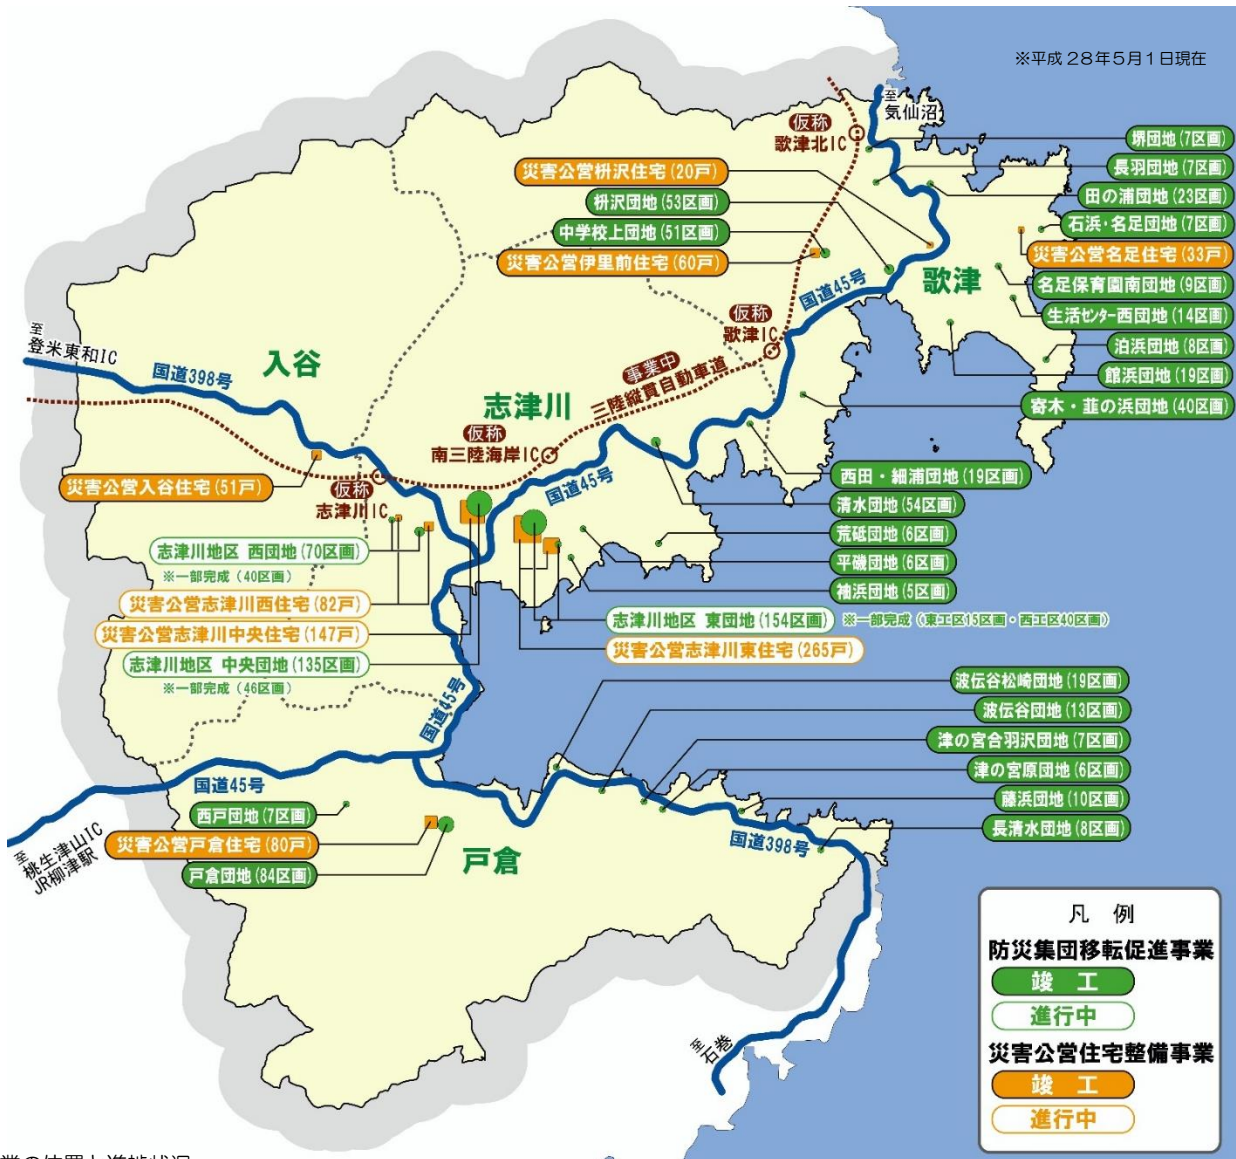 ※平成28年5月1日現在
至
気仙沼
仮称
歌津北IC
堺団地(7区画)
長羽団地(7区画)
田の浦団地(23区画)
石浜・名足団地(7区画)
災害公営名足住宅(33戸)
名足保育園南団地(9区画)
生活センター西団地(14区画)
泊浜団地(8区画)
館浜団地(19区画)
寄木・韮の浜団地(40区画)
災害公営枡沢住宅(20戸)
枡沢団地(53区画)
中学校上団地(51区画)
災害公営伊里前住宅(60戸)
国道45号
歌津
仮称
歌津IC
事業中
三陸縦貫自動車道
至
登米東和IC
国道398号
入谷
志津川
仮称
南三陸海岸IC
国道45号
災害公営入谷住宅(51戸)
仮称
志津川IC
西田・細浦団地(19区画)
清水団地(54区画)
荒砥団地(6区画)
平磯団地(6区画)
袖浜団地(5区画)
志津川地区 西団地(70区画)
※一部完成(40区画)
災害公営志津川西住宅(82戸)
災害公営志津川中央住宅(147戸)
志津川地区 中央団地(135区画)
※一部完成(46区画)
志津川地区 東団地(154区画)
※一部完成(東工区15区画・西工区40区画)
災害公営志津川東住宅(265戸)
国道45号
波伝谷松崎団地(19区画)
波伝谷団地(13区画)
津の宮合羽沢団地(7区画)
津の宮原団地(6区画)
藤浜団地(10区画)
長清水団地(8区画)
国道45号
西戸団地(7区画)
災害公営戸倉住宅(80戸)
戸倉団地(84区画)
戸倉
国道398号
至
桃生津山IC
JR柳津駅
至
石巻
凡 例
防災集団移転促進事業
竣 工
進行中
災害公営住宅整備事業
竣 工
進行中